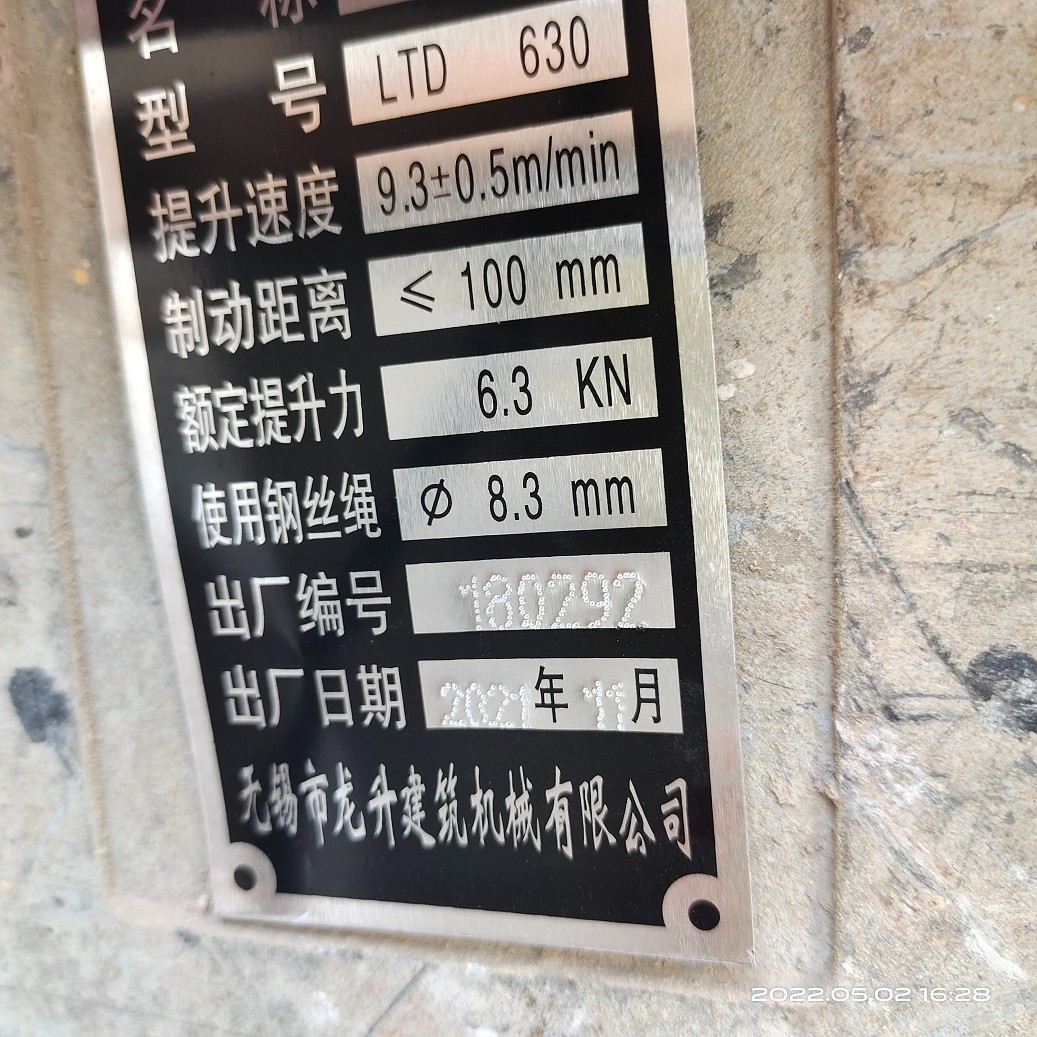 名 称
型 号 LTD 630
提升速度 9.3±0.5m/min
制动距离 ≤ 100 mm
额定提升力 6.3 KN
使用钢丝绳 Ø 8.3 mm
出厂编号 180292
出厂日期 2021年 11月
无锡市龙升建筑机械有限公司
2022.05.02 16:28